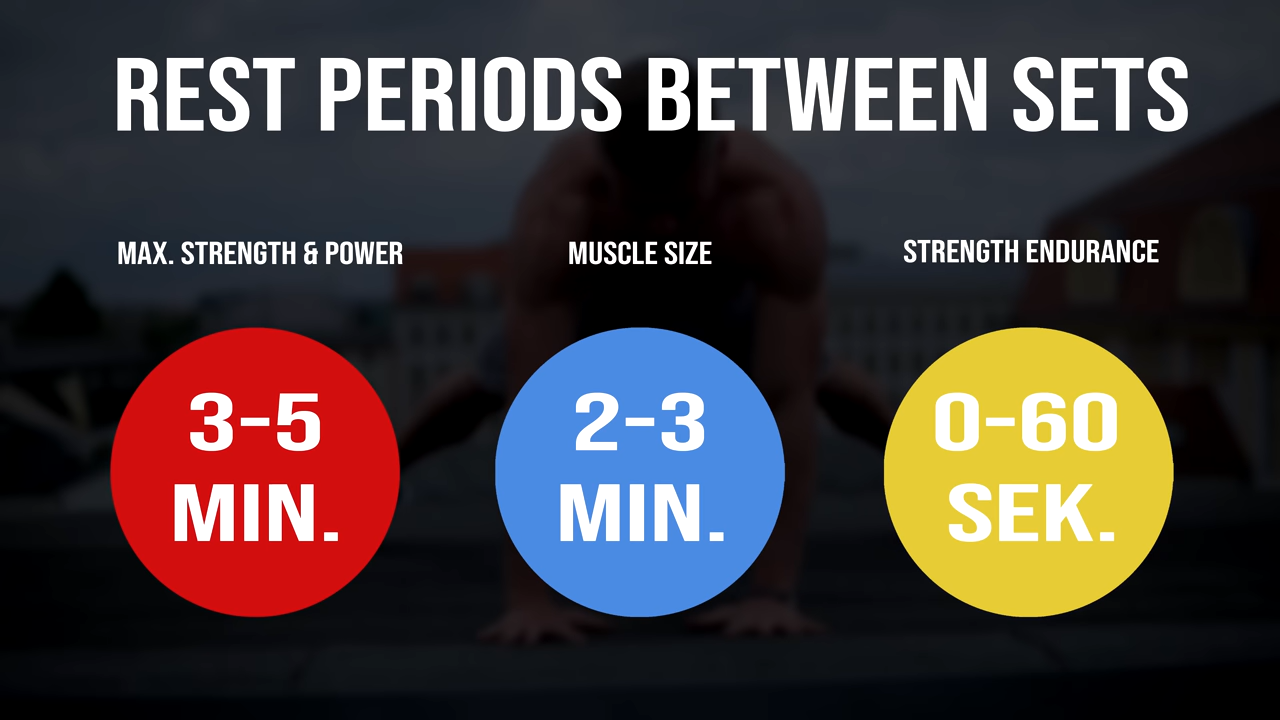 REST PERIODS BETWEEN SETS
MAX. STRENGTH & POWER
MUSCLE SIZE
STRENGTH ENDURANCE
3-5
MIN.
2-3
MIN.
0-60
SEK.